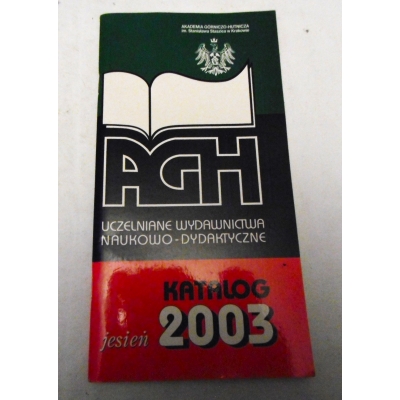 AKADEMIA GÓRNICZO-HUTNICZA
im. Stanisława Staszica w Krakowie
AGH
UCZELNIANE WYDAWNICTWA
NAUKOWO-DYDAKTYCZNE
KATALOG
jesień 2003